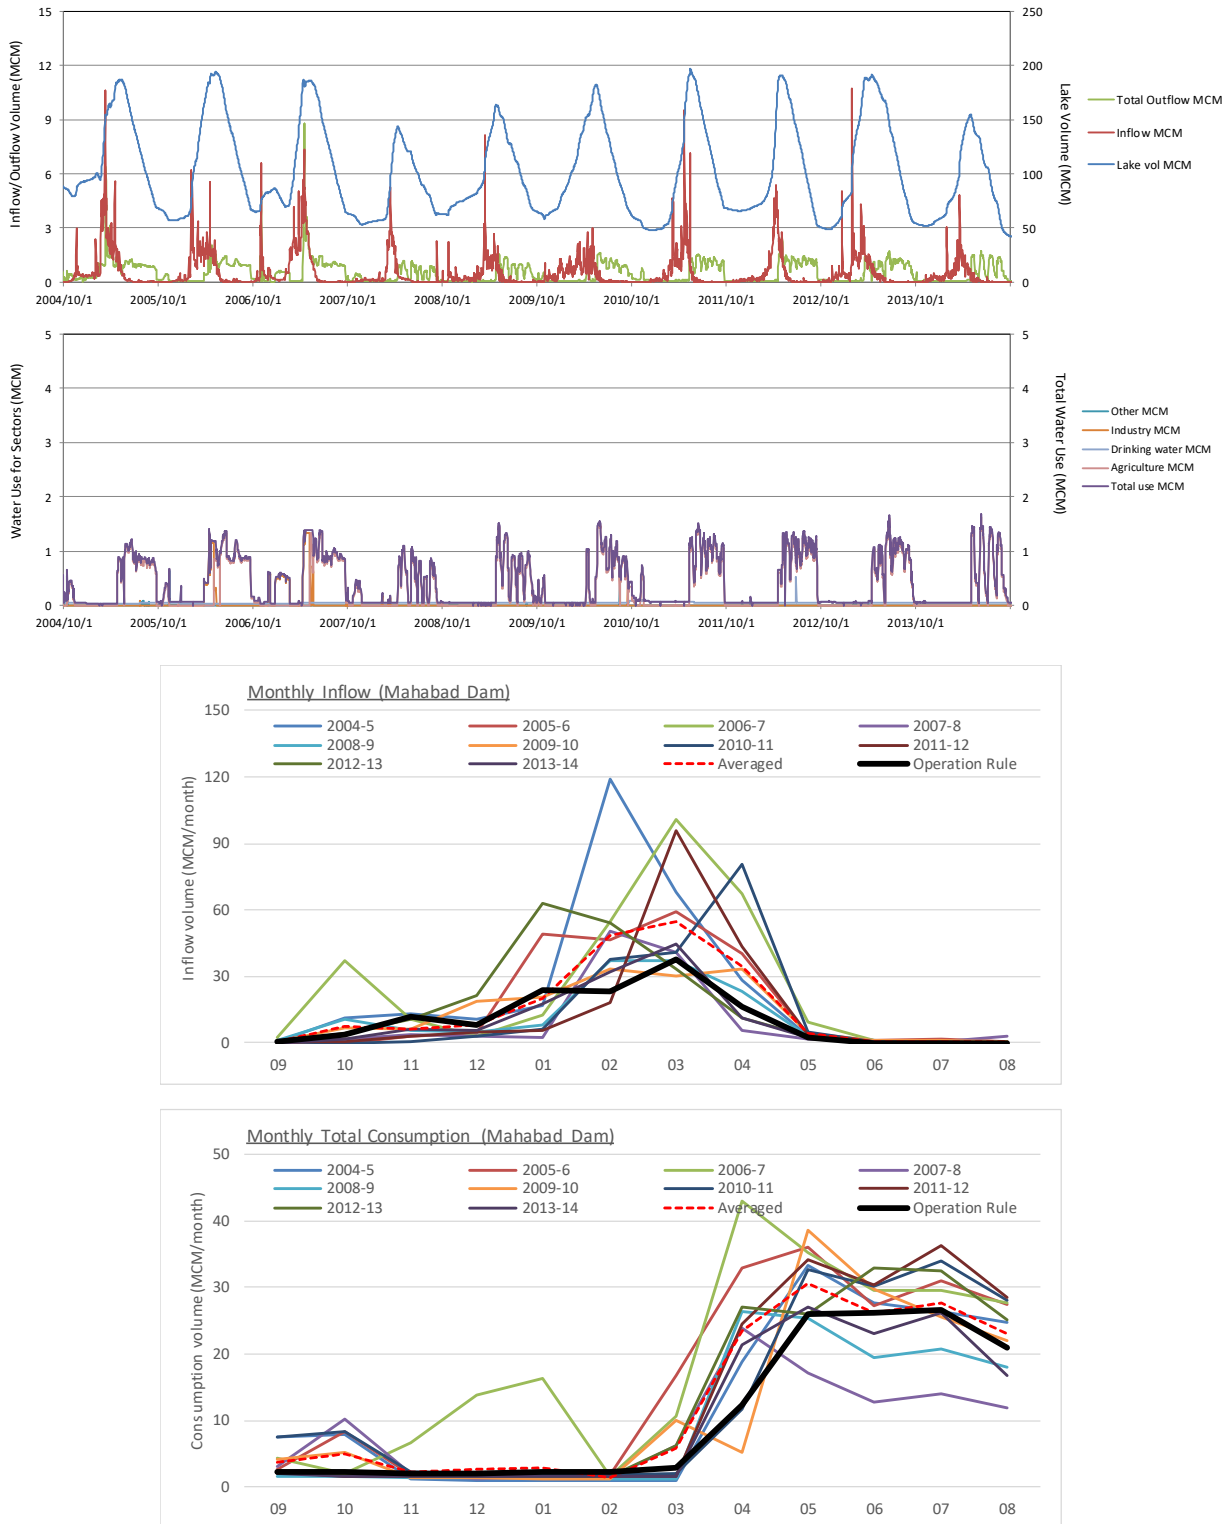 15
12
9
6
3
0
Inflow/Outflow Volume (MCM)
250
200
150
100
50
0
Lake Volume (MCM)
Total Outflow MCM
Inflow MCM
Lake vol MCM
2004/10/1 2005/10/1 2006/10/1 2007/10/1 2008/10/1 2009/10/1 2010/10/1 2011/10/1 2012/10/1 2013/10/1
5
4
3
2
1
0
Water Use for Sectors (MCM)
5
4
3
2
1
0
Total Water Use (MCM)
Other MCM
Industry MCM
Drinking water MCM
Agriculture MCM
Total use MCM
2004/10/1 2005/10/1 2006/10/1 2007/10/1 2008/10/1 2009/10/1 2010/10/1 2011/10/1 2012/10/1 2013/10/1
Monthly Inflow (Mahabad Dam)
150
120
90
60
30
0
Inflow volume (MCM/month)
2004-5 2005-6 2006-7 2007-8
2008-9 2009-10 2010-11 2011-12
2012-13 2013-14 Averaged Operation Rule
09 10 11 12 01 02 03 04 05 06 07 08
Monthly Total Consumption (Mahabad Dam)
50
40
30
20
10
0
Consumption volume (MCM/month)
2004-5 2005-6 2006-7 2007-8
2008-9 2009-10 2010-11 2011-12
2012-13 2013-14 Averaged Operation Rule
09 10 11 12 01 02 03 04 05 06 07 08